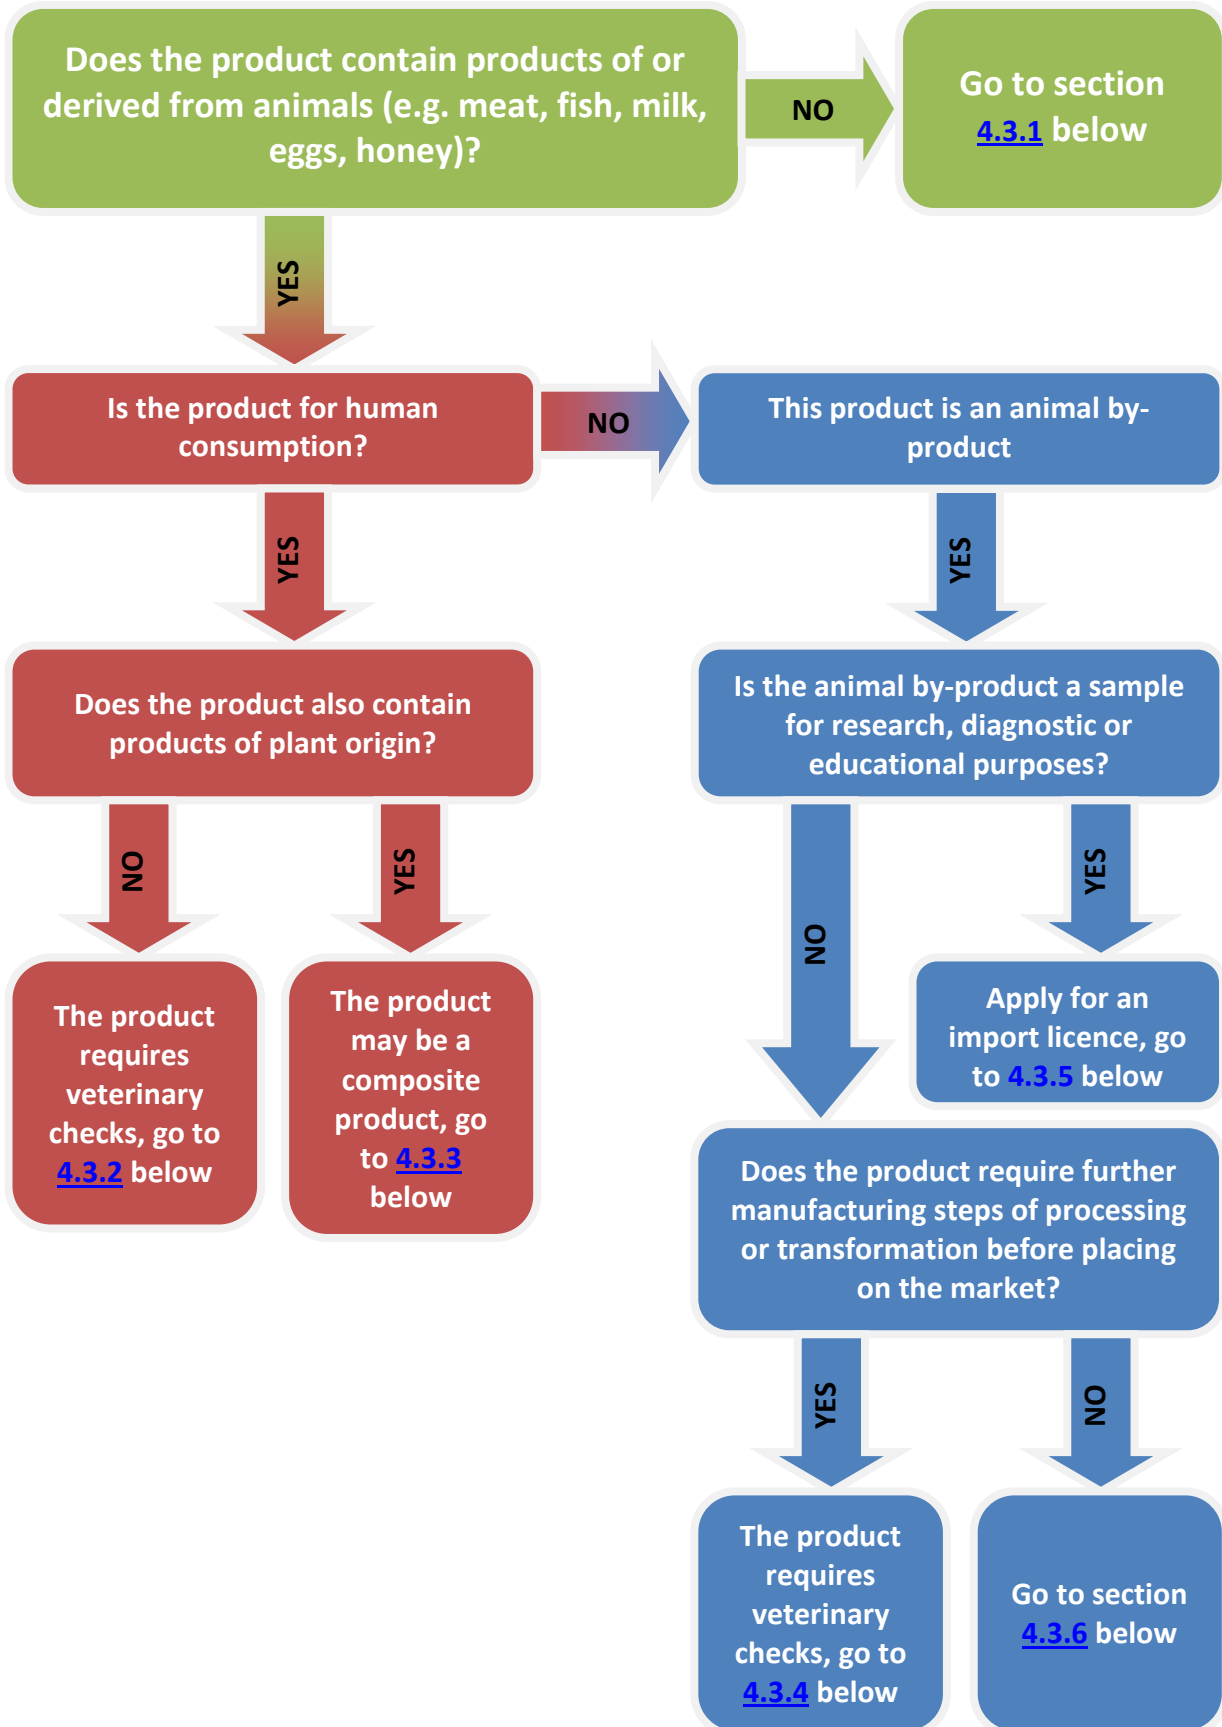 Does the product contain products of or
derived from animals (e.g. meat, fish, milk,
eggs, honey)?
NO
Go to section
4.3.1 below
YES
Is the product for human
consumption?
NO
This product is an animal by-
product
YES
YES
Does the product also contain
products of plant origin?
Is the animal by-product a sample
for research, diagnostic or
educational purposes?
NO
YES
NO
YES
The product
requires
veterinary
checks, go to
4.3.2 below
The product
may be a
composite
product, go
to 4.3.3
below
Apply for an
import licence, go
to 4.3.5 below
Does the product require further
manufacturing steps of processing
or transformation before placing
on the market?
YES
NO
The product
requires
veterinary
checks, go to
4.3.4 below
Go to section
4.3.6 below